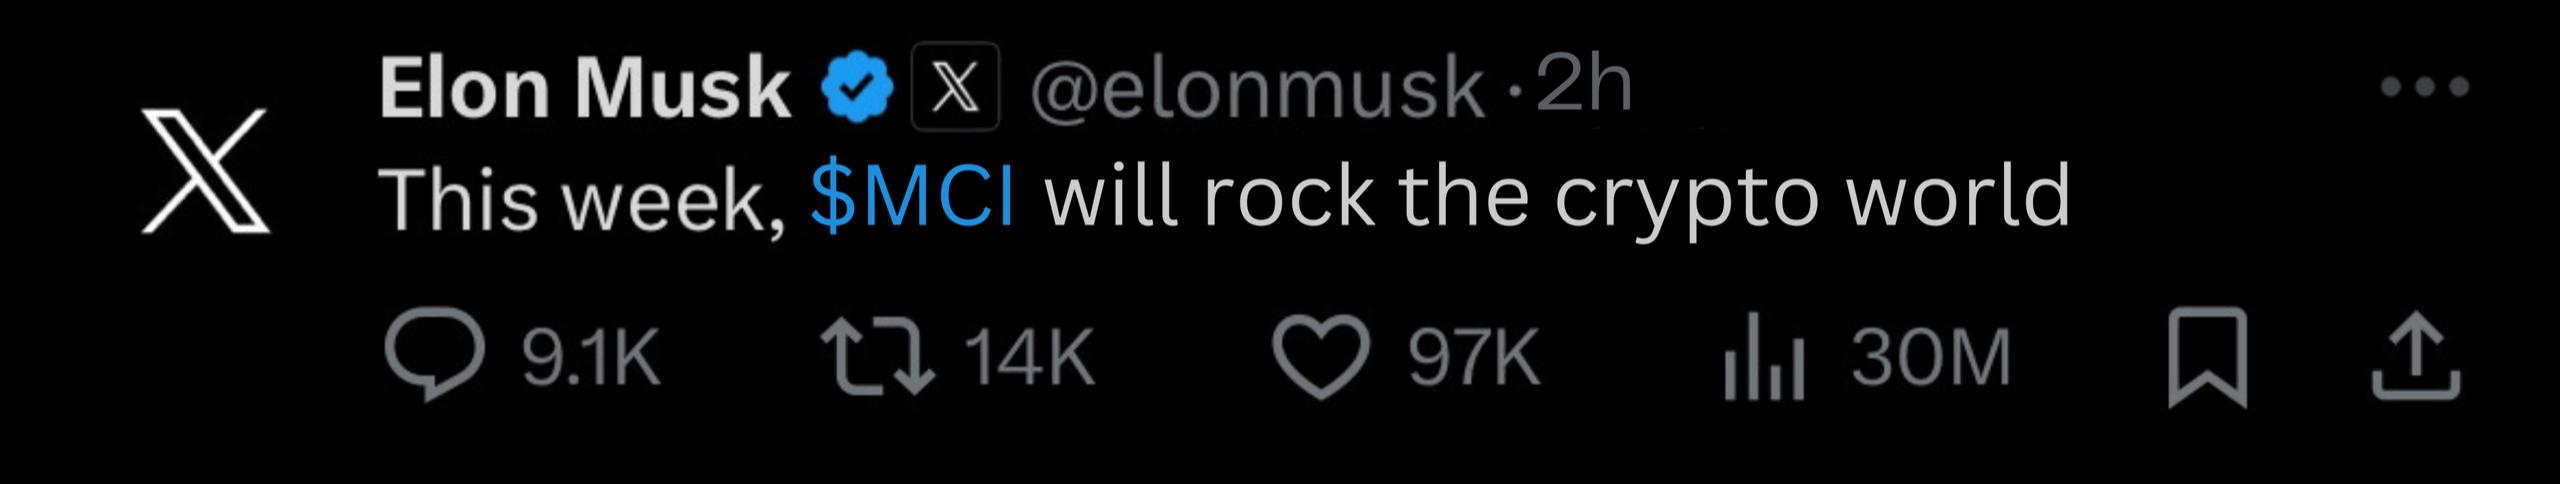 Elon Musk @elonmusk · 2h
This week, $MCI will rock the crypto world
9.1K 14K 97K 30M